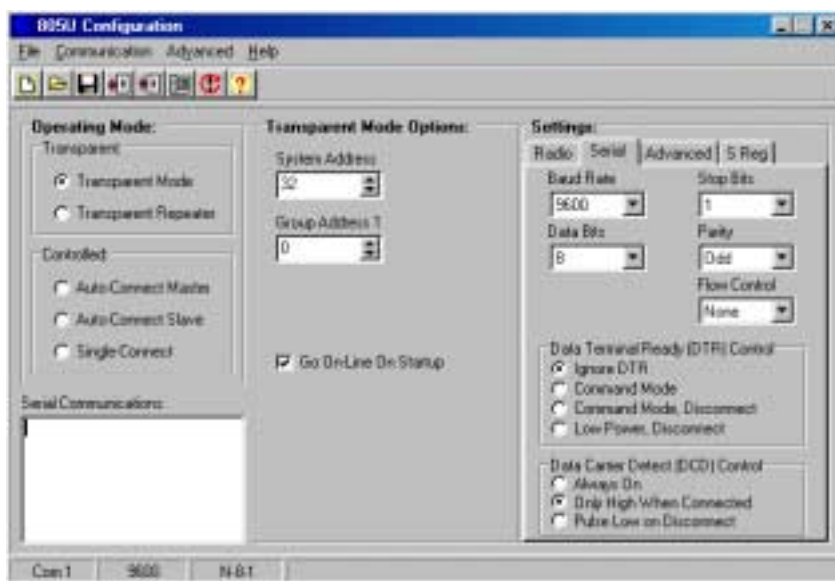 805U Configuration
File Communication Advanced Help
Operating Mode:
Transparent
Transparent Mode
Transparent Repeater
Controlled:
Auto-Connect Master
Auto-Connect Slave
Single-Connect
Serial Communications:
Transparent Mode Options:
System Address
32
Group Address T
0
Go On-Line On Startup
Settings:
Radio Serial Advanced S Reg
Baud Rate Stop Bits
9600 1
Data Bits Parity
8 Odd
Flow Control
None
Data Terminal Ready (DTR) Control
Ignore DTR
Command Mode
Command Mode, Disconnect
Low Power, Disconnect
Data Carrier Detect (DCD) Control
Always On
Only High When Connected
Pulse Low on Disconnect
Com 1 9600 N-8-1